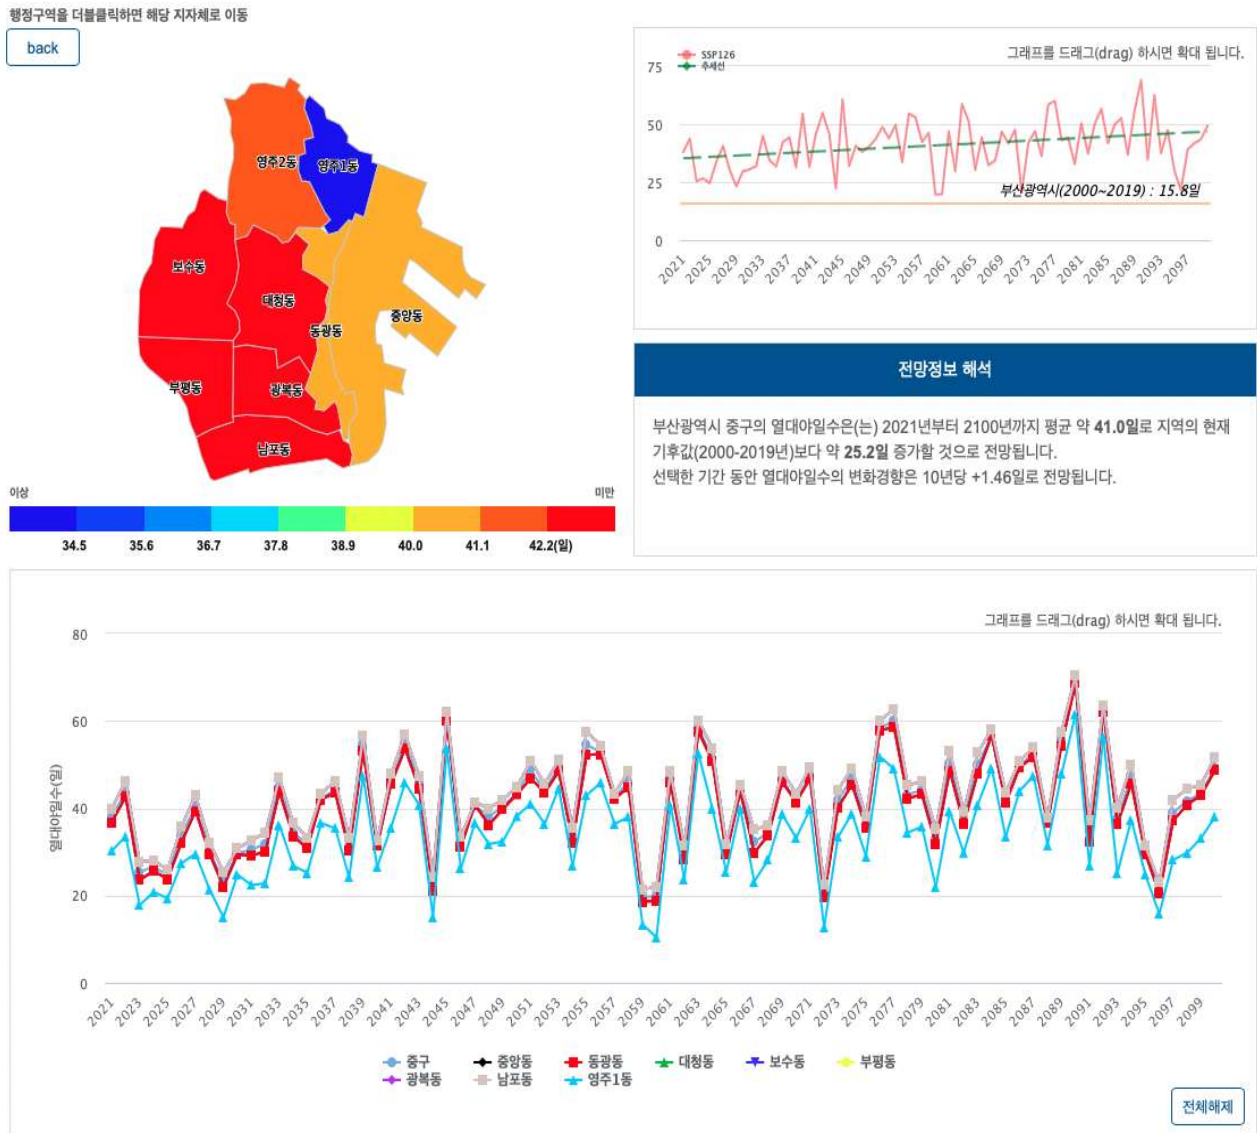 행정구역을 더블클릭하면 해당 지자체로 이동
back
영주2동
영주1동
보수동
대청동
동광동
중앙동
부평동
광복동
남포동
이상 미만
34.5 35.6 36.7 37.8 38.9 40.0 41.1 42.2(일)
SSP126
추세선
그래프를 드래그(drag) 하시면 확대 됩니다.
75
50
25
0
부산광역시(2000~2019) : 15.8일
2021 2025 2029 2033 2037 2041 2045 2049 2053 2057 2061 2065 2069 2073 2077 2081 2085 2089 2093 2097
전망정보 해석
부산광역시 중구의 열대야일수은(는) 2021년부터 2100년까지 평균 약 41.0일로 지역의 현재
기후값(2000-2019년)보다 약 25.2일 증가할 것으로 전망됩니다.
선택한 기간 동안 열대야일수의 변화경향은 10년당 +1.46일로 전망됩니다.
그래프를 드래그(drag) 하시면 확대 됩니다.
열대야일수(일)
80
60
40
20
0
2021 2023 2025 2027 2029 2031 2033 2035 2037 2039 2041 2043 2045 2047 2049 2051 2053 2055 2057 2059 2061 2063 2065 2067 2069 2071 2073 2075 2077 2079 2081 2083 2085 2087 2089 2091 2093 2095 2097 2099
중구 중앙동 동광동 대청동 보수동 부평동
광복동 남포동 영주1동
전체해제